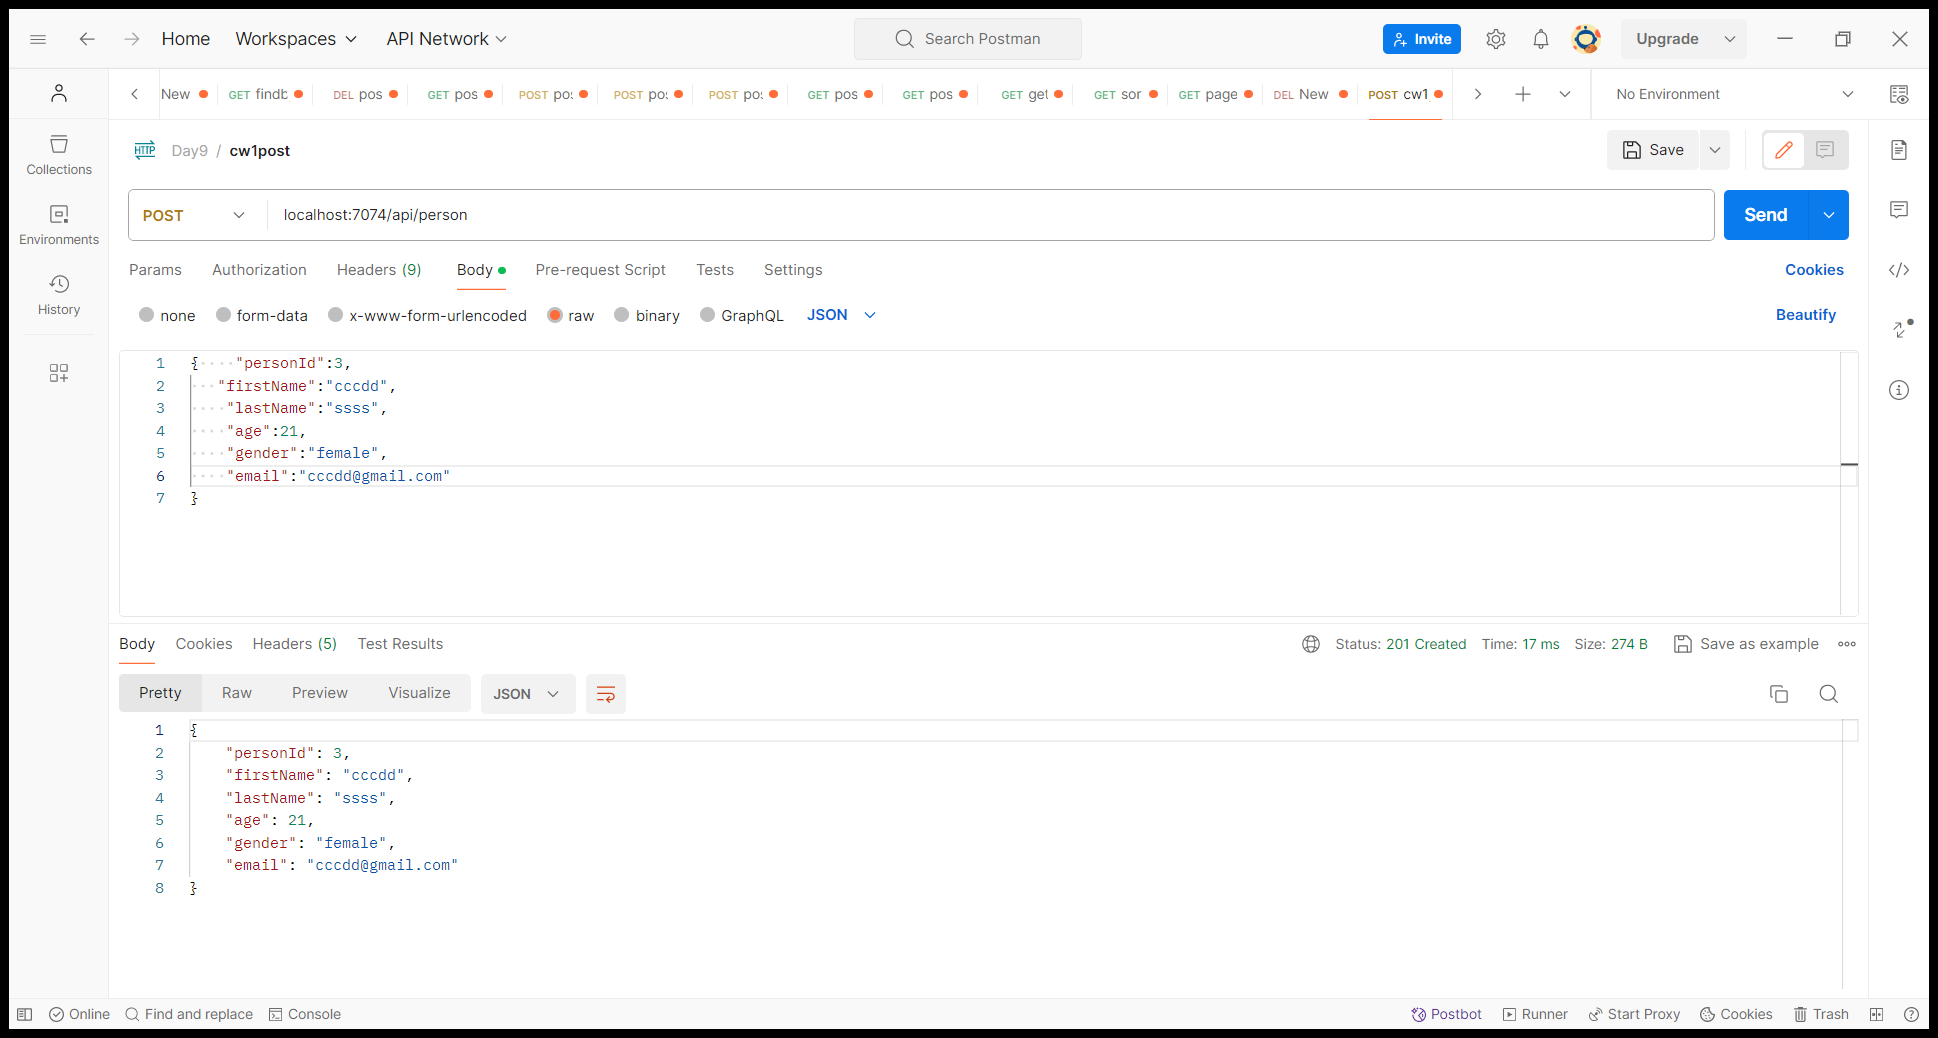 Home Workspaces API Network Search Postman Invite Upgrade
New GET findb DEL pos GET pos POST po POST po POST po GET pos GET pos GET get GET sor GET page DEL New POST cw1 No Environment
HTTP Day9 / cw1post Save
Collections
Environments
History
POST localhost:7074/api/person Send
Params Authorization Headers (9) Body Pre-request Script Tests Settings Cookies
none form-data x-www-form-urlencoded raw binary GraphQL JSON Beautify
1 { "personId":3,
2 "firstName":"cccdd",
3 "lastName":"ssss",
4 "age":21,
5 "gender":"female",
6 "email":"cccdd@gmail.com"
7 }
Body Cookies Headers (5) Test Results Status: 201 Created Time: 17 ms Size: 274 B Save as example
Pretty Raw Preview Visualize JSON
1 {
2 "personId": 3,
3 "firstName": "cccdd",
4 "lastName": "ssss",
5 "age": 21,
6 "gender": "female",
7 "email": "cccdd@gmail.com"
8 }
Online Find and replace Console Postbot Runner Start Proxy Cookies Trash